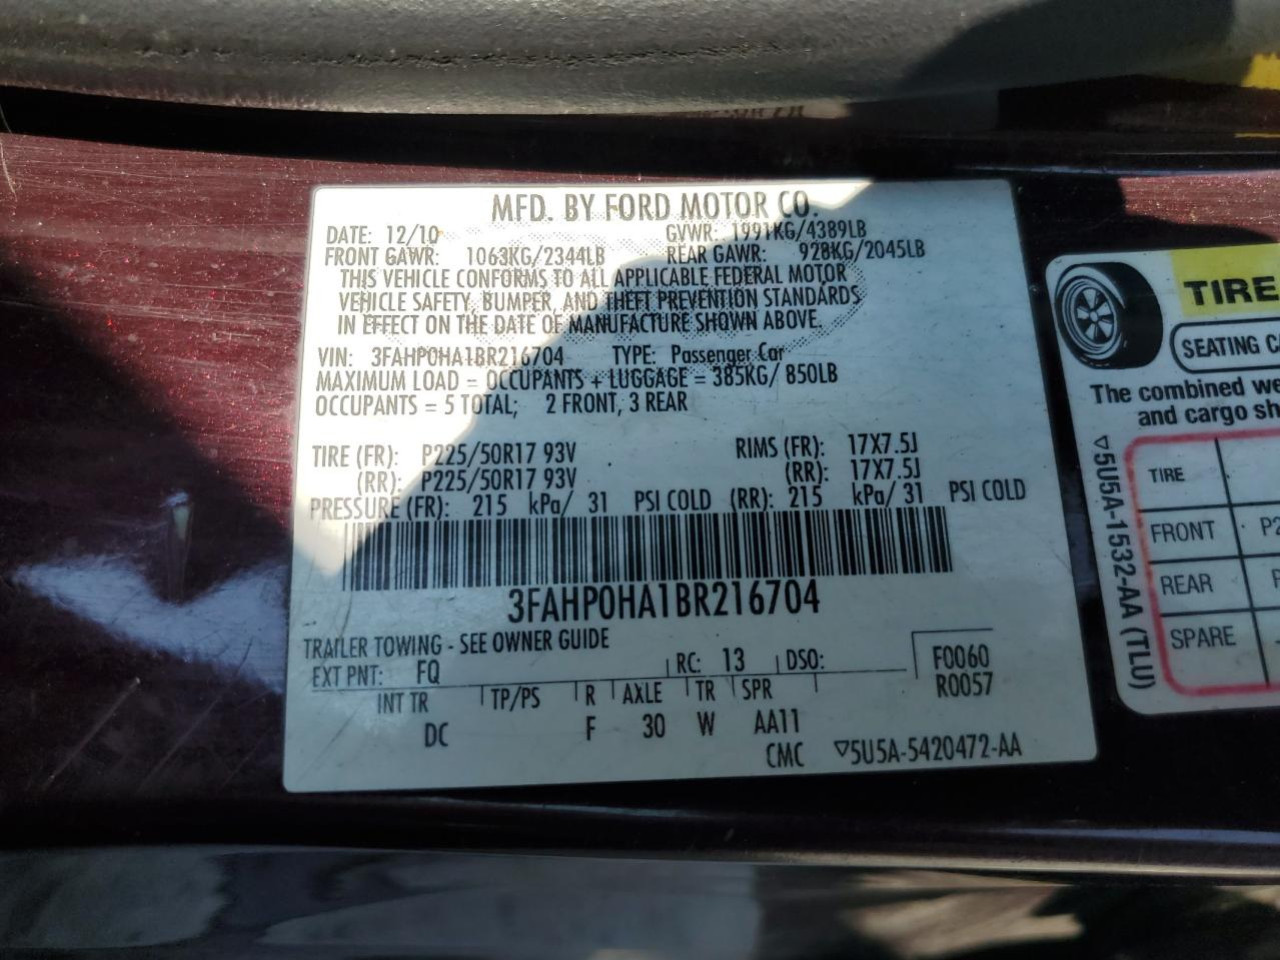 MFD. BY FORD MOTOR CO.
DATE: 12/10 GVWR: 1991KG/4389LB
FRONT GAWR: 1063KG/2344LB REAR GAWR: 928KG/2045LB
THIS VEHICLE CONFORMS TO ALL APPLICABLE FEDERAL MOTOR
VEHICLE SAFETY, BUMPER, AND THEFT PREVENTION STANDARDS
IN EFFECT ON THE DATE OF MANUFACTURE SHOWN ABOVE.
VIN: 3FAHP0HA1BR216704 TYPE: Passenger Car
MAXIMUM LOAD = OCCUPANTS + LUGGAGE = 385KG/ 850LB
OCCUPANTS = 5 TOTAL; 2 FRONT, 3 REAR
TIRE (FR): P225/50R17 93V RIMS (FR): 17X7.5J
(RR): P225/50R17 93V (RR): 17X7.5J
PRESSURE (FR): 215 kPa/ 31 PSI COLD (RR): 215 kPa/ 31 PSI COLD
3FAHP0HA1BR216704
TRAILER TOWING - SEE OWNER GUIDE
EXT PNT: FQ RC: 13 DSO: F0060
R0057
INT TR TP/PS R AXLE TR SPR
DC F 30 W AA11
CMC ▽5U5A-5420472-AA
TIRE
SEATING CA
The combined we
and cargo sh
TIRE
FRONT P2
REAR P
SPARE
▽5U5A-1532-AA (TLU)